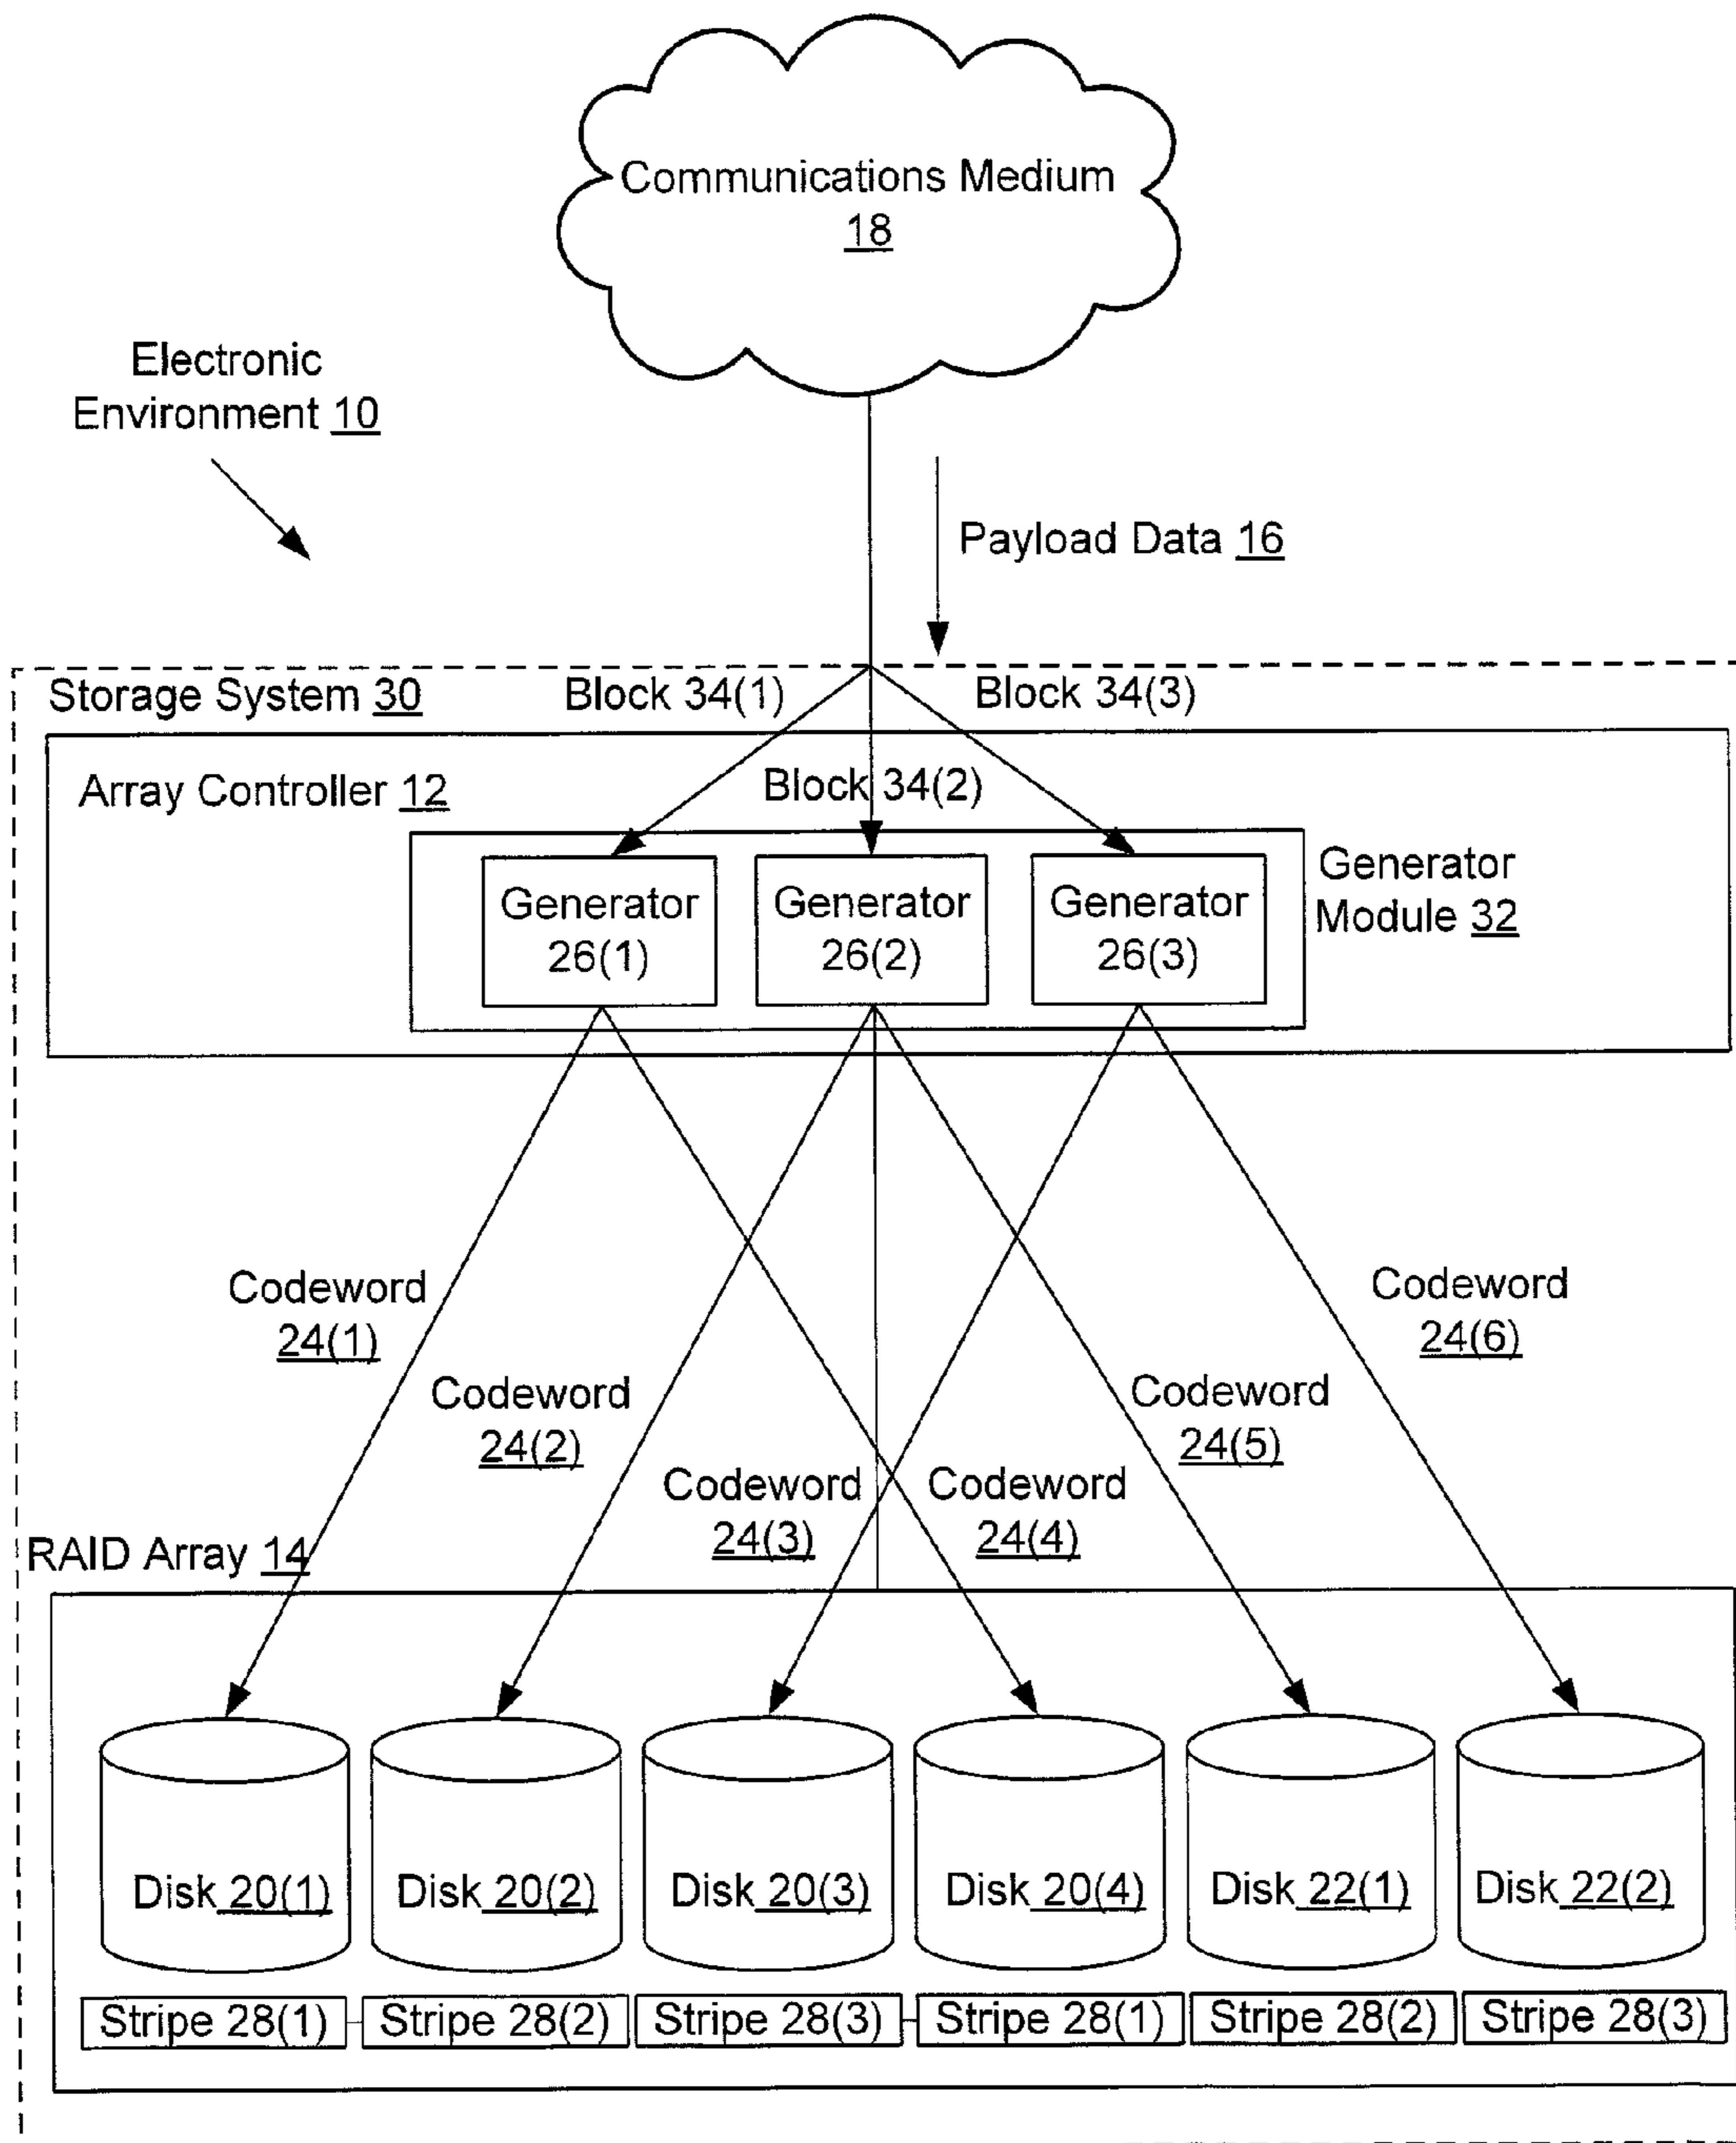 Communications Medium
18
Electronic
Environment 10
Payload Data 16
Storage System 30
Block 34(1)
Block 34(3)
Array Controller 12
Block 34(2)
Generator
26(1)
Generator
26(2)
Generator
26(3)
Generator
Module 32
Codeword
24(1)
Codeword
24(2)
Codeword
24(3)
Codeword
24(4)
Codeword
24(5)
Codeword
24(6)
RAID Array 14
Disk 20(1)
Disk 20(2)
Disk 20(3)
Disk 20(4)
Disk 22(1)
Disk 22(2)
Stripe 28(1)
Stripe 28(2)
Stripe 28(3)
Stripe 28(1)
Stripe 28(2)
Stripe 28(3)